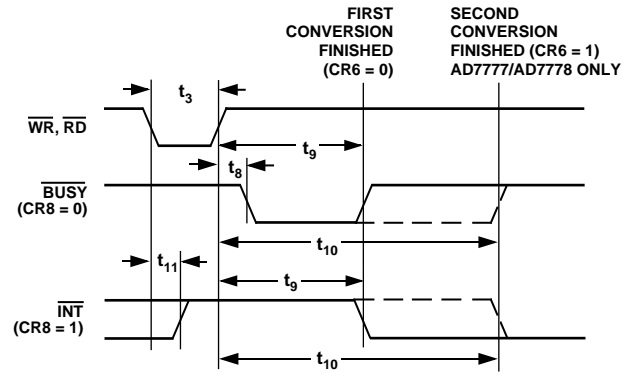 FIRST
CONVERSION
FINISHED
(CR6 = 0)
SECOND
CONVERSION
FINISHED (CR6 = 1)
AD7777/AD7778 ONLY
t3
WR, RD
t9
t8
BUSY
(CR8 = 0)
t10
t11
t9
INT
(CR8 = 1)
t10